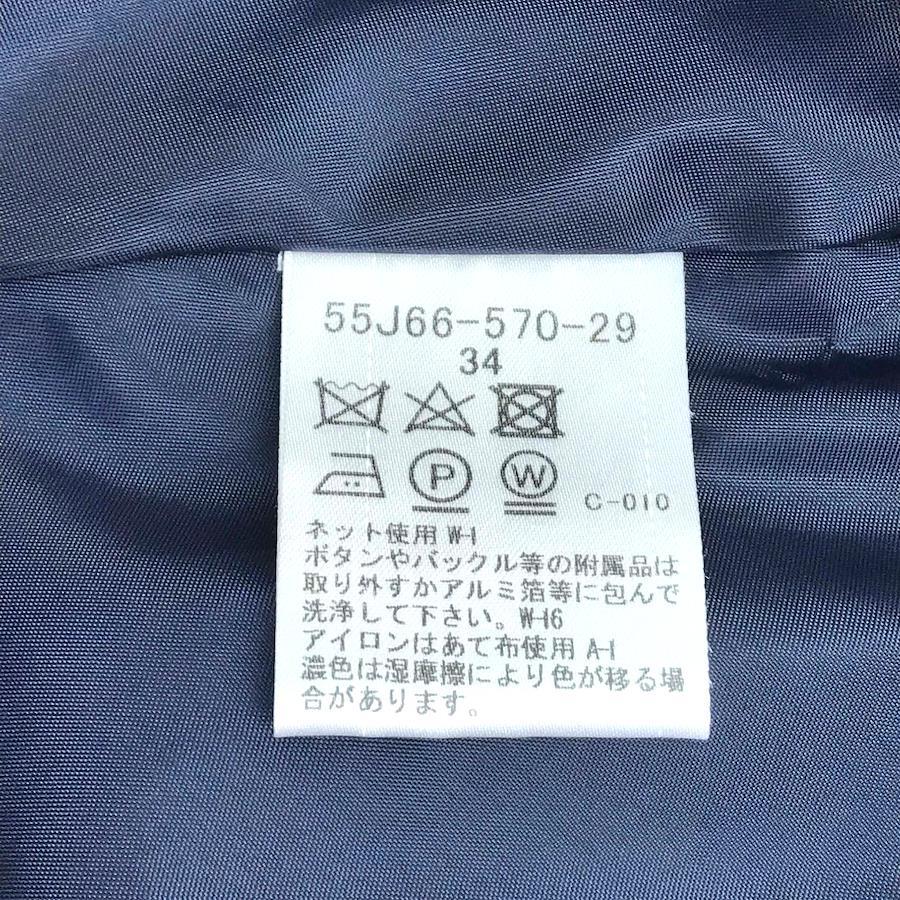 55J66-570-29
34
P
W
C-010
ネット使用 W-1
ボタンやバックル等の附属品は
取り外すかアルミ箔等に包んで
洗浄して下さい。W-16
アイロンはあて布使用 A-1
濃色は湿摩擦により色が移る場
合があります。